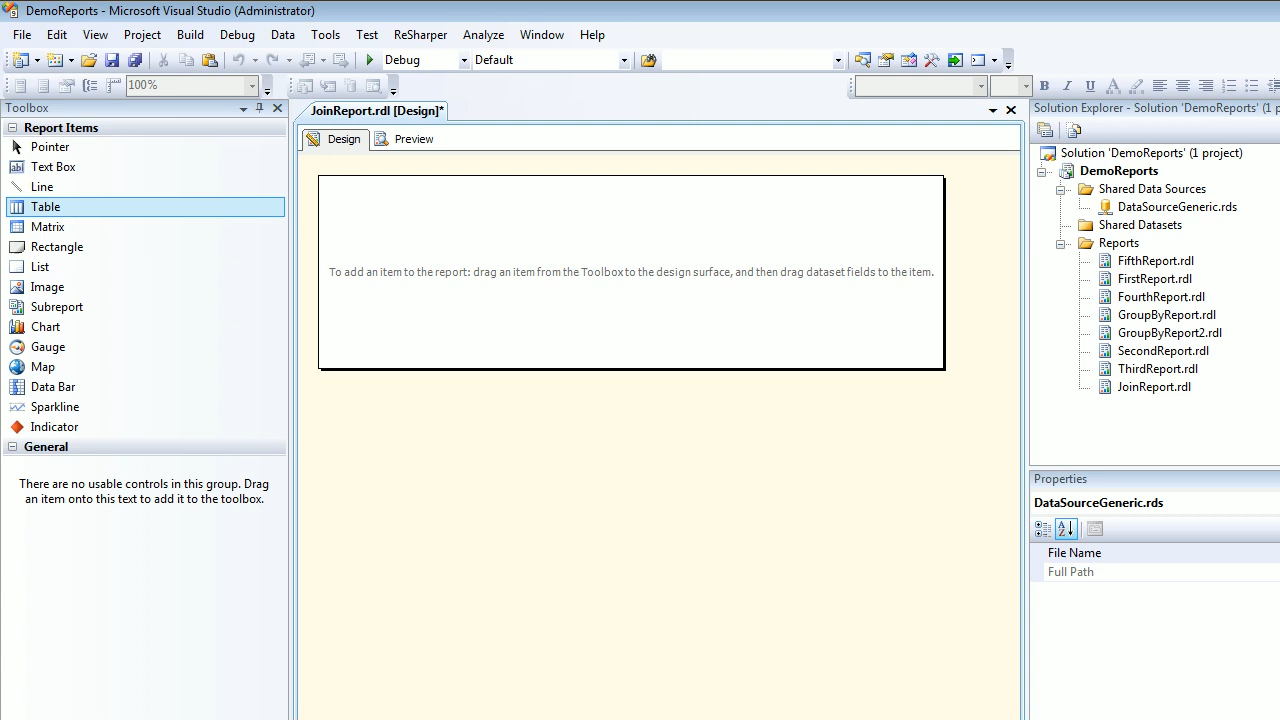 DemoReports - Microsoft Visual Studio (Administrator)
File Edit View Project Build Debug Data Tools Test ReSharper Analyze Window Help
Debug Default
100%
Toolbox
Report Items
Pointer
Text Box
Line
Table
Matrix
Rectangle
List
Image
Subreport
Chart
Gauge
Map
Data Bar
Sparkline
Indicator
General
There are no usable controls in this group. Drag
an item onto this text to add it to the toolbox.
JoinReport.rdl [Design]*
Design Preview
To add an item to the report: drag an item from the Toolbox to the design surface, and then drag dataset fields to the item.
Solution Explorer - Solution 'DemoReports' (1 p
Solution 'DemoReports' (1 project)
DemoReports
Shared Data Sources
DataSourceGeneric.rds
Shared Datasets
Reports
FifthReport.rdl
FirstReport.rdl
FourthReport.rdl
GroupByReport.rdl
GroupByReport2.rdl
SecondReport.rdl
ThirdReport.rdl
JoinReport.rdl
Properties
DataSourceGeneric.rds
File Name
Full Path